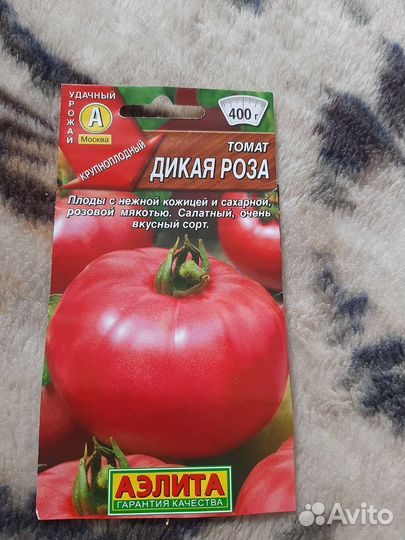 УДАЧНЫЙ
УРОЖАЙ
А
Москва
КРУПНОПЛОДНЫЙ
400 г
ТОМАТ
ДИКАЯ РОЗА
Плоды с нежной кожицей и сахарной,
розовой мякотью. Салатный, очень
вкусный сорт.
АЭЛИТА
ГАРАНТИЯ КАЧЕСТВА
Avito